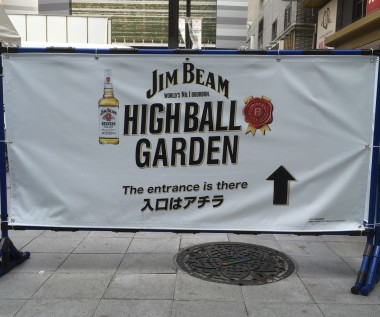 JIM BEAM
WORLD'S No.1 BOURBON.
HIGHBALL
GARDEN
The entrance is there
入口はアチラ